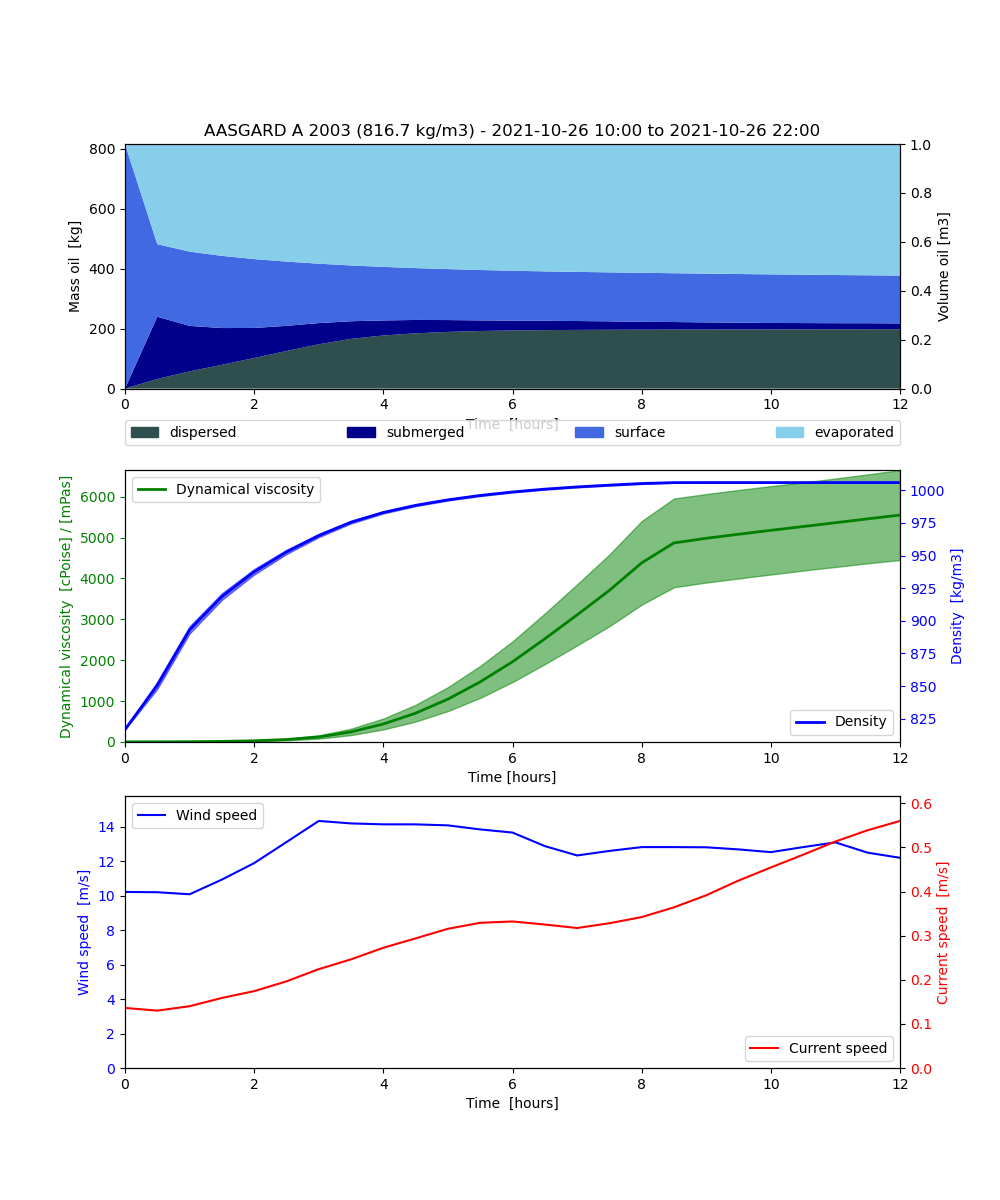 AASGARD A 2003 (816.7 kg/m3) - 2021-10-26 10:00 to 2021-10-26 22:00
Mass oil [kg]
800
600
400
200
0
Volume oil [m3]
1.0
0.8
0.6
0.4
0.2
0.0
0 2 4 6 8 10 12
Time [hours]
dispersed submerged surface evaporated
Dynamical viscosity [cPoise] / [mPas]
6000
5000
4000
3000
2000
1000
0
Dynamical viscosity
Density [kg/m3]
1000
975
950
925
900
875
850
825
Density
0 2 4 6 8 10 12
Time [hours]
Wind speed [m/s]
14
12
10
8
6
4
2
0
Wind speed
Current speed [m/s]
0.6
0.5
0.4
0.3
0.2
0.1
0.0
Current speed
0 2 4 6 8 10 12
Time [hours]